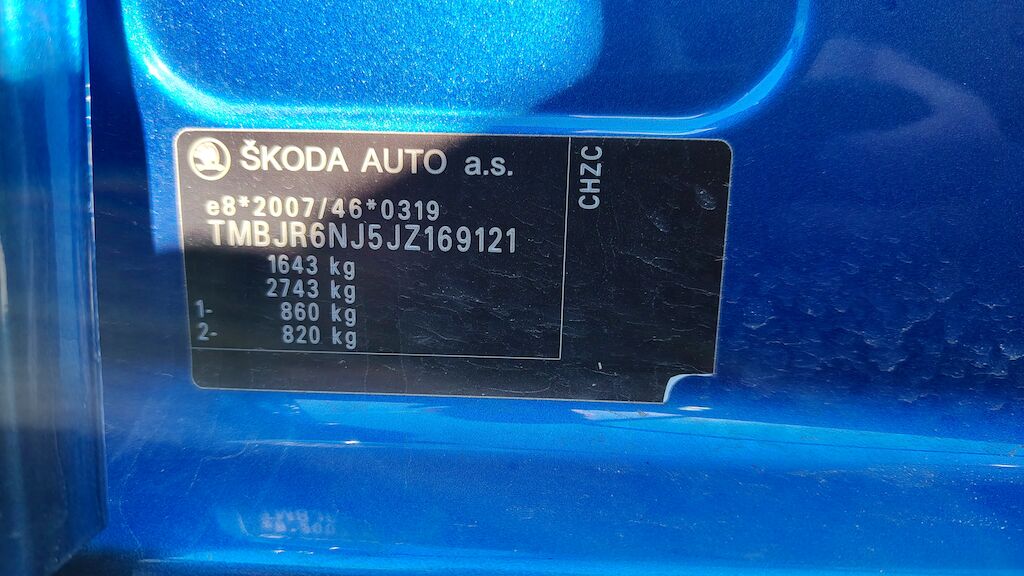 ŠKODA AUTO a.s.
e8*2007/46*0319
TMBJR6NJ5JZ169121
1643 kg
2743 kg
1- 860 kg
2- 820 kg
CHZC